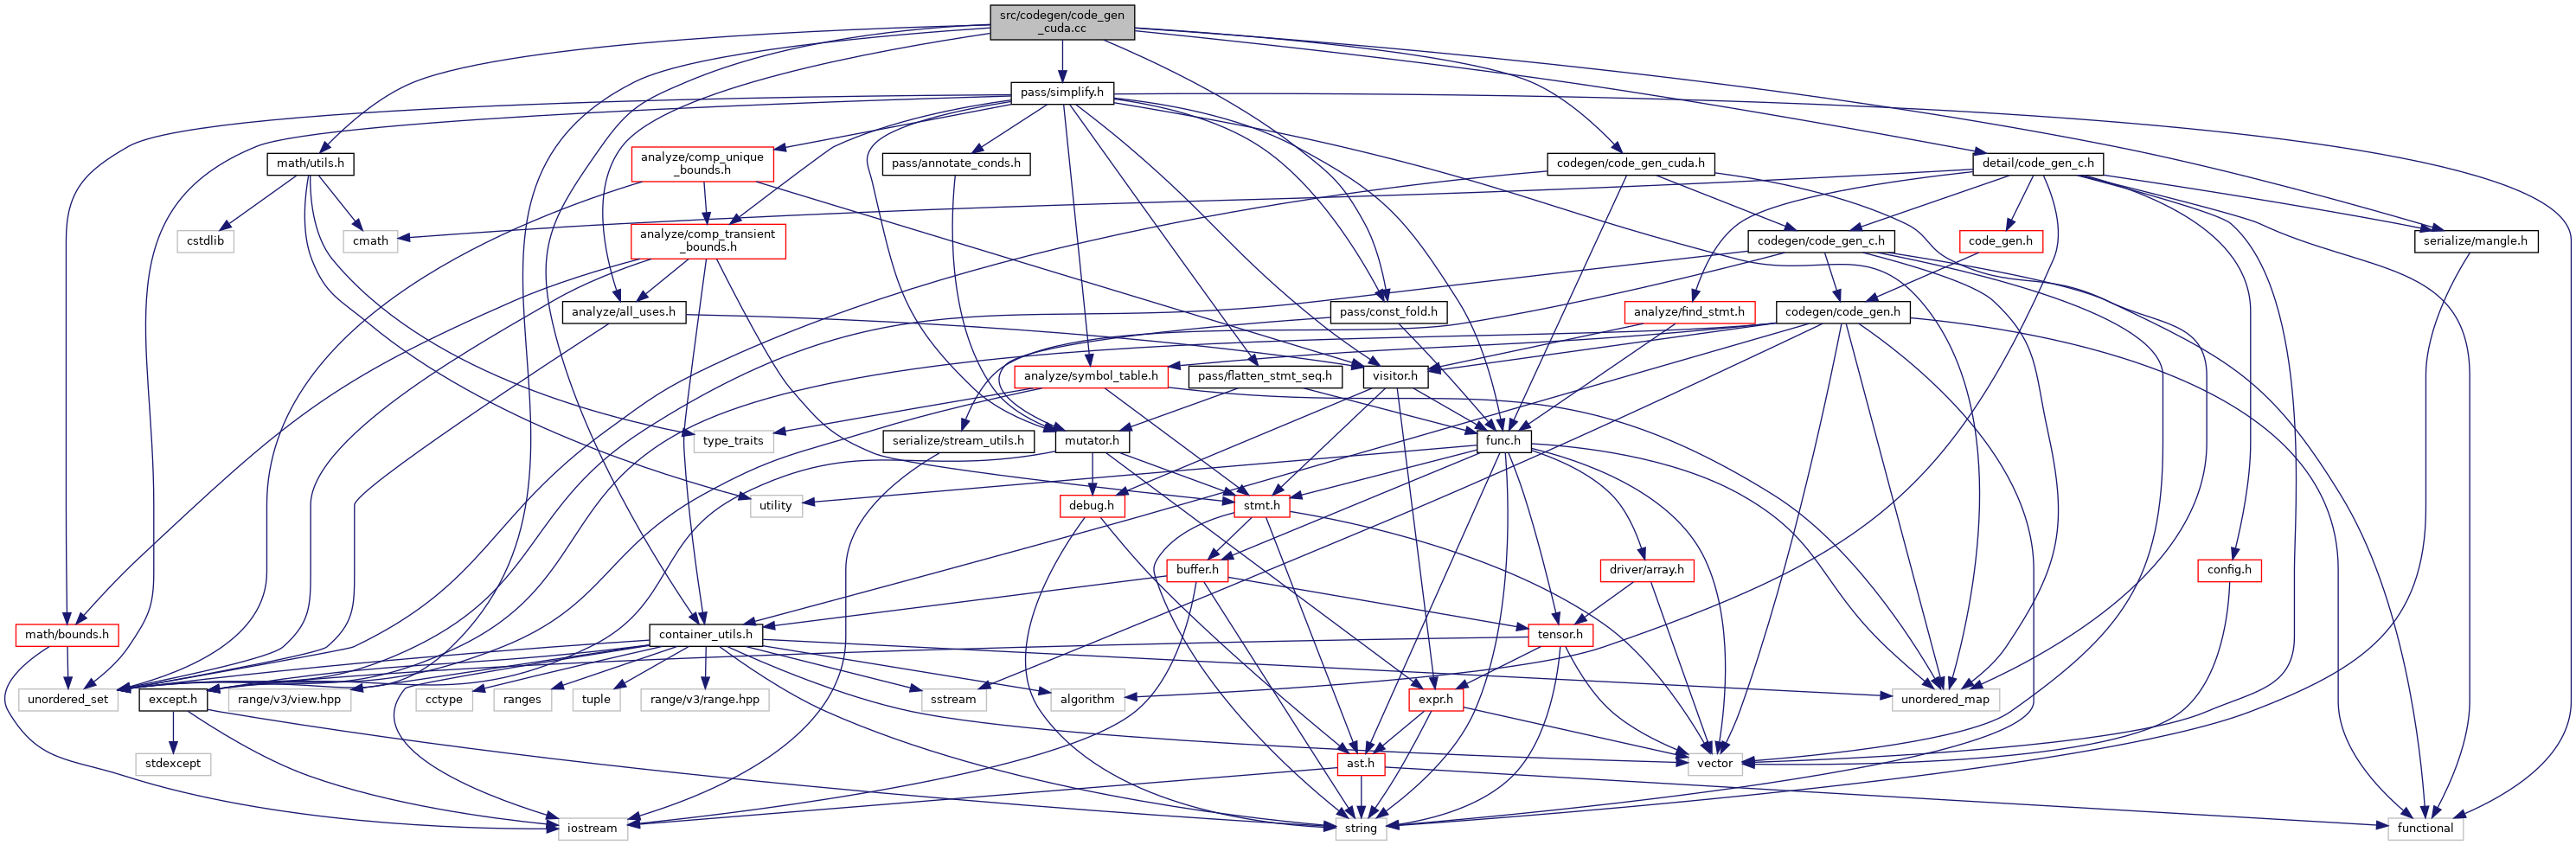 src/codegen/code_gen
_cuda.cc
pass/simplify.h
math/utils.h
analyze/comp_unique
_bounds.h
pass/annotate_conds.h
codegen/code_gen_cuda.h
detail/code_gen_c.h
cstdlib
cmath
analyze/comp_transient
_bounds.h
codegen/code_gen_c.h
code_gen.h
serialize/mangle.h
analyze/all_uses.h
pass/const_fold.h
analyze/find_stmt.h
codegen/code_gen.h
analyze/symbol_table.h
pass/flatten_stmt_seq.h
visitor.h
type_traits
serialize/stream_utils.h
mutator.h
func.h
utility
debug.h
stmt.h
buffer.h
driver/array.h
config.h
math/bounds.h
container_utils.h
tensor.h
unordered_set
except.h
range/v3/view.hpp
cctype
ranges
tuple
range/v3/range.hpp
sstream
algorithm
expr.h
unordered_map
stdexcept
ast.h
vector
iostream
string
functional